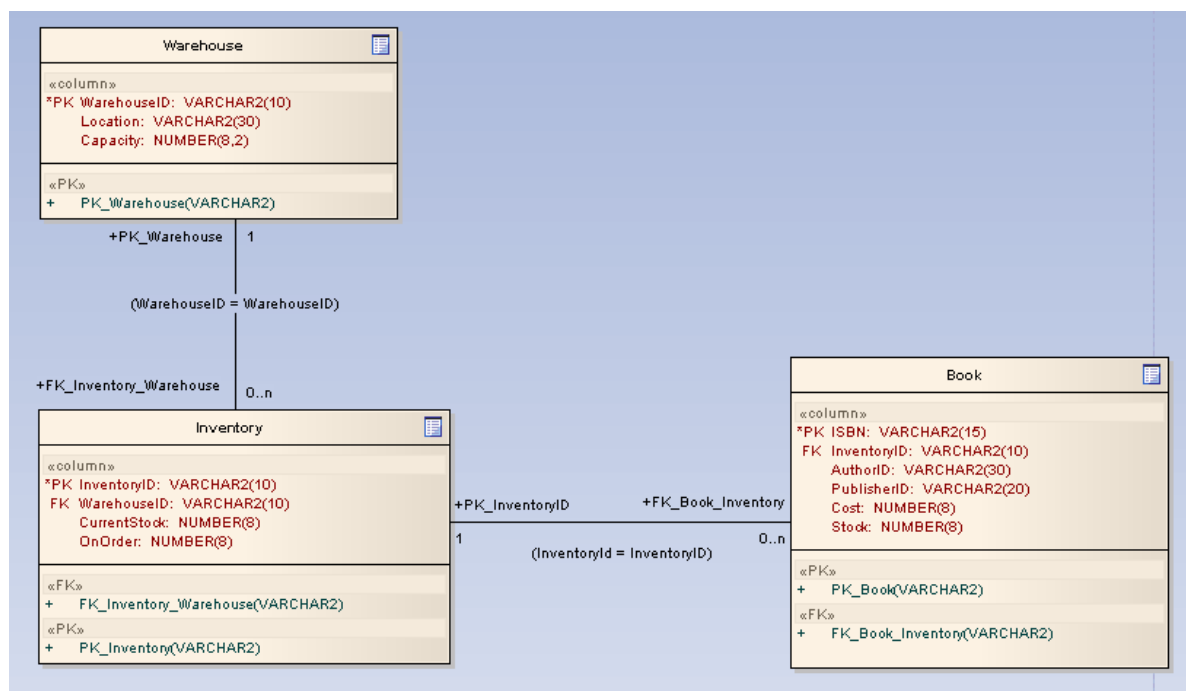 Warehouse
«column»
*PK WarehouseID: VARCHAR2(10)
Location: VARCHAR2(30)
Capacity: NUMBER(8,2)
«PK»
+ PK_Warehouse(VARCHAR2)
+PK_Warehouse 1
(WarehouseID = WarehouseID)
+FK_Inventory_Warehouse 0..n
Inventory
«column»
*PK InventoryID: VARCHAR2(10)
FK WarehouseID: VARCHAR2(10)
CurrentStock: NUMBER(8)
OnOrder: NUMBER(8)
«FK»
+ FK_Inventory_Warehouse(VARCHAR2)
«PK»
+ PK_Inventory(VARCHAR2)
+PK_InventoryID +FK_Book_Inventory
1 0..n
(InventoryId = InventoryID)
Book
«column»
*PK ISBN: VARCHAR2(15)
FK InventoryID: VARCHAR2(10)
AuthorID: VARCHAR2(30)
PublisherID: VARCHAR2(20)
Cost: NUMBER(8)
Stock: NUMBER(8)
«PK»
+ PK_Book(VARCHAR2)
«FK»
+ FK_Book_Inventory(VARCHAR2)